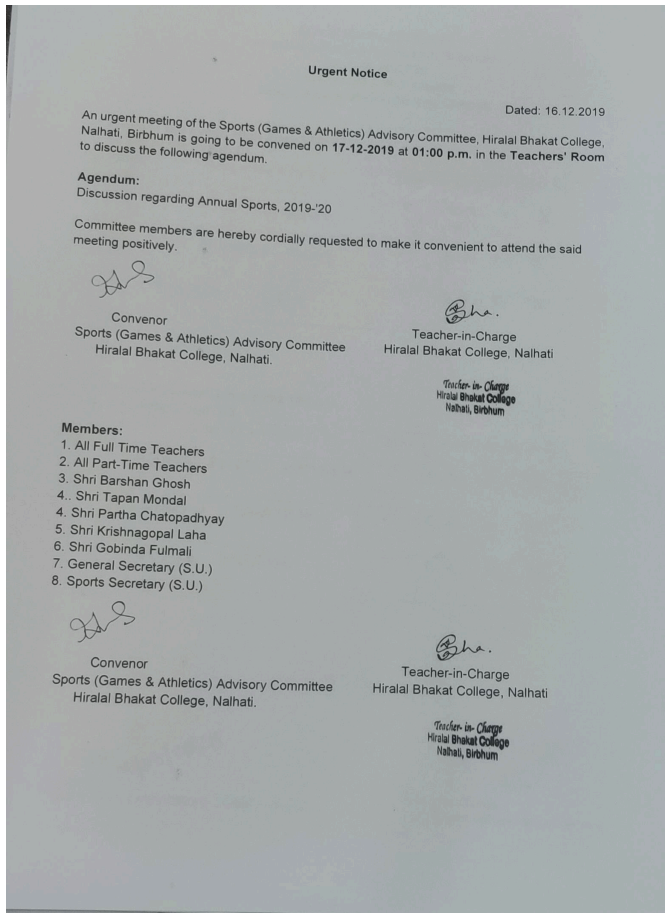 Urgent Notice
Dated: 16.12.2019
An urgent meeting of the Sports (Games & Athletics) Advisory Committee, Hiralal Bhakat College,
Nalhati, Birbhum is going to be convened on 17-12-2019 at 01:00 p.m. in the Teachers' Room
to discuss the following agendum.
Agendum:
Discussion regarding Annual Sports, 2019-'20
Committee members are hereby cordially requested to make it convenient to attend the said
meeting positively.
Convenor
Sports (Games & Athletics) Advisory Committee
Hiralal Bhakat College, Nalhati.
Teacher-in-Charge
Hiralal Bhakat College, Nalhati
Teacher- in- Charge
Hiralal Bhakat College
Nalhati, Birbhum
Members:
1. All Full Time Teachers
2. All Part-Time Teachers
3. Shri Barshan Ghosh
4.. Shri Tapan Mondal
4. Shri Partha Chatopadhyay
5. Shri Krishnagopal Laha
6. Shri Gobinda Fulmali
7. General Secretary (S.U.)
8. Sports Secretary (S.U.)
Convenor
Sports (Games & Athletics) Advisory Committee
Hiralal Bhakat College, Nalhati.
Teacher-in-Charge
Hiralal Bhakat College, Nalhati
Teacher- in- Charge
Hiralal Bhakat College
Nalhati, Birbhum